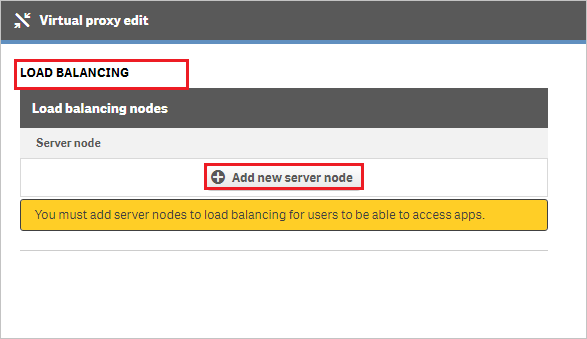 Virtual proxy edit
LOAD BALANCING
Load balancing nodes
Server node
Add new server node
You must add server nodes to load balancing for users to be able to access apps.